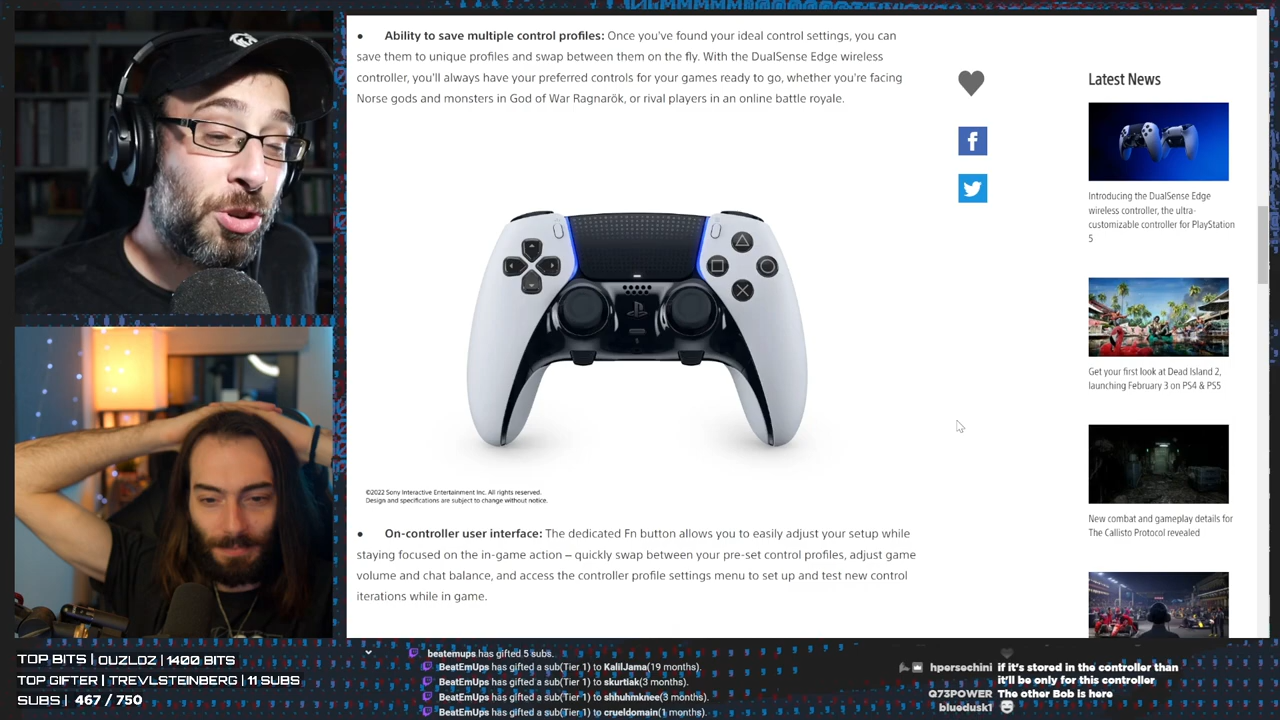 ● Ability to save multiple control profiles: Once you've found your ideal control settings, you can
save them to unique profiles and swap between them on the fly. With the DualSense Edge wireless
controller, you'll always have your preferred controls for your games ready to go, whether you're facing
Norse gods and monsters in God of War Ragnarök, or rival players in an online battle royale.
©2022 Sony Interactive Entertainment Inc. All rights reserved.
Design and specifications are subject to change without notice.
● On-controller user interface: The dedicated Fn button allows you to easily adjust your setup while
staying focused on the in-game action – quickly swap between your pre-set control profiles, adjust game
volume and chat balance, and access the controller profile settings menu to set up and test new control
iterations while in game.
Latest News
Introducing the DualSense Edge
wireless controller, the ultra-
customizable controller for PlayStation
5
Get your first look at Dead Island 2,
launching February 3 on PS4 & PS5
New combat and gameplay details for
The Callisto Protocol revealed
TOP BITS | OUZLDZ | 1400 BITS
TOP GIFTER | TREVLSTEINBERG | 11 SUBS
SUBS | 467 / 750
beatemups has gifted 5 subs.
BeatEmUps has gifted a sub(Tier 1) to KalilJama(19 months).
BeatEmUps has gifted a sub(Tier 1) to skurtiak(3 months).
BeatEmUps has gifted a sub(Tier 1) to shhuhmknee(3 months).
BeatEmUps has gifted a sub(Tier 1) to crueldomain(1 months).
hpersechini if it's stored in the controller than
it'll be only for this controller
Q73POWER The other Bob is here
bluedusk1